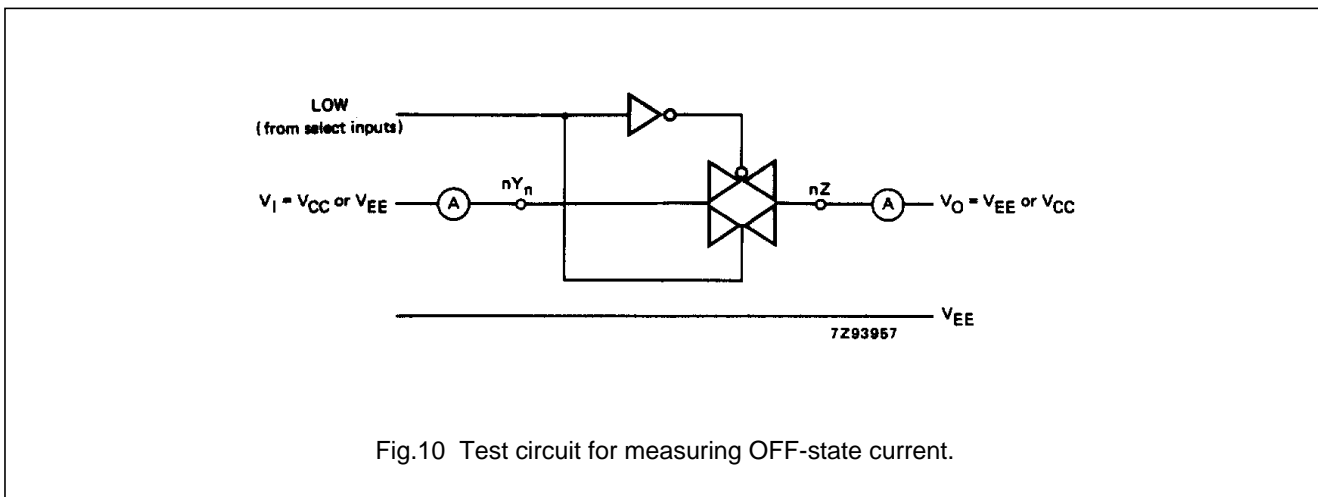 LOW
(from select inputs)
V_I = V_CC or V_EE
A
nY_n
nZ
A
V_O = V_EE or V_CC
V_EE
7Z93957
Fig.10 Test circuit for measuring OFF-state current.